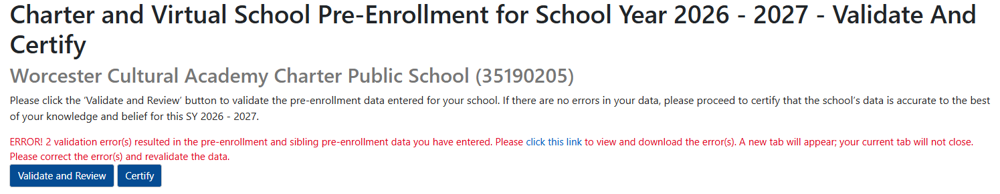 Charter and Virtual School Pre-Enrollment for School Year 2026 - 2027 - Validate And
Certify
Worcester Cultural Academy Charter Public School (35190205)
Please click the ‘Validate and Review’ button to validate the pre-enrollment data entered for your school. If there are no errors in your data, please proceed to certify that the school’s data is accurate to the best
of your knowledge and belief for this SY 2026 - 2027.
ERROR! 2 validation error(s) resulted in the pre-enrollment and sibling pre-enrollment data you have entered. Please click this link to view and download the error(s). A new tab will appear; your current tab will not close.
Please correct the error(s) and revalidate the data.
Validate and Review Certify